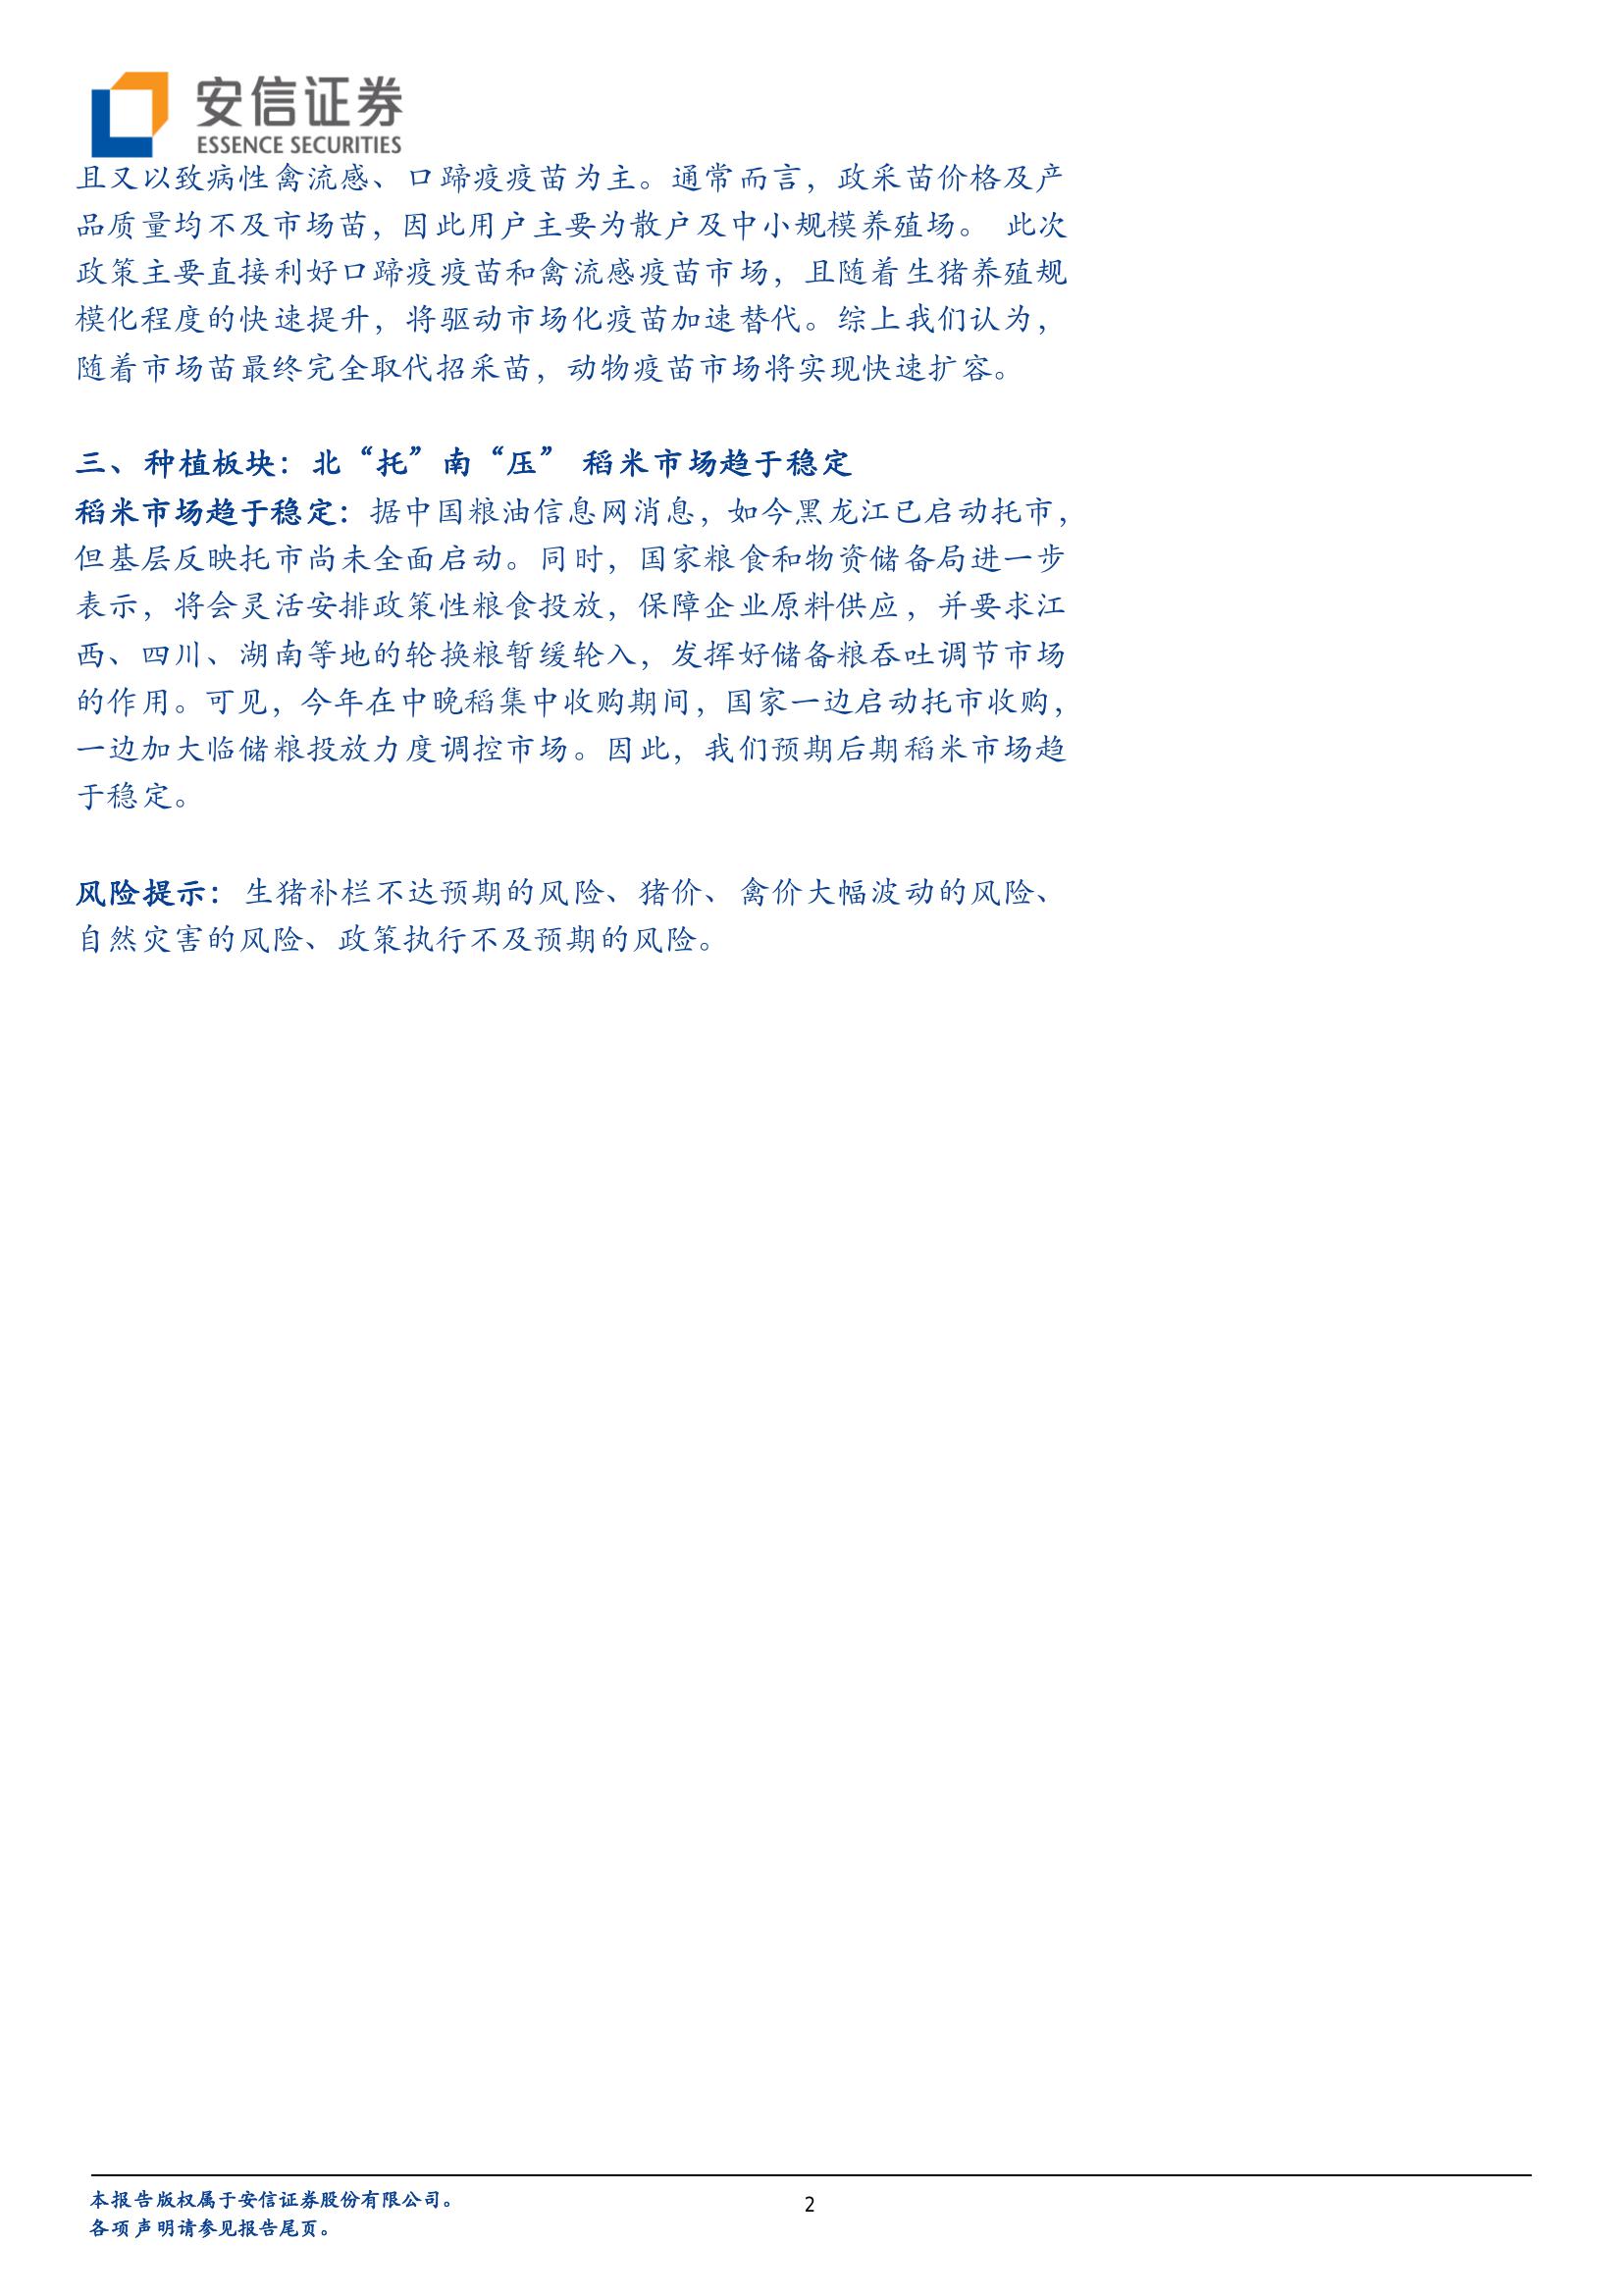 安信证券
ESSENCE SECURITIES
且又以致病性禽流感、口蹄疫疫苗为主。通常而言，政采苗价格及产
品质量均不及市场苗，因此用户主要为散户及中小规模养殖场。 此次
政策主要直接利好口蹄疫疫苗和禽流感疫苗市场，且随着生猪养殖规
模化程度的快速提升，将驱动市场化疫苗加速替代。综上我们认为，
随着市场苗最终完全取代招采苗，动物疫苗市场将实现快速扩容。
三、种植板块：北“托”南“压” 稻米市场趋于稳定
稻米市场趋于稳定：据中国粮油信息网消息，如今黑龙江已启动托市，
但基层反映托市尚未全面启动。同时，国家粮食和物资储备局进一步
表示，将会灵活安排政策性粮食投放，保障企业原料供应，并要求江
西、四川、湖南等地的轮换粮暂缓轮入，发挥好储备粮吞吐调节市场
的作用。可见，今年在中晚稻集中收购期间，国家一边启动托市收购，
一边加大临储粮投放力度调控市场。因此，我们预期后期稻米市场趋
于稳定。
风险提示：生猪补栏不达预期的风险、猪价、禽价大幅波动的风险、
自然灾害的风险、政策执行不及预期的风险。
本报告版权属于安信证券股份有限公司。
2
各项声明请参见报告尾页。